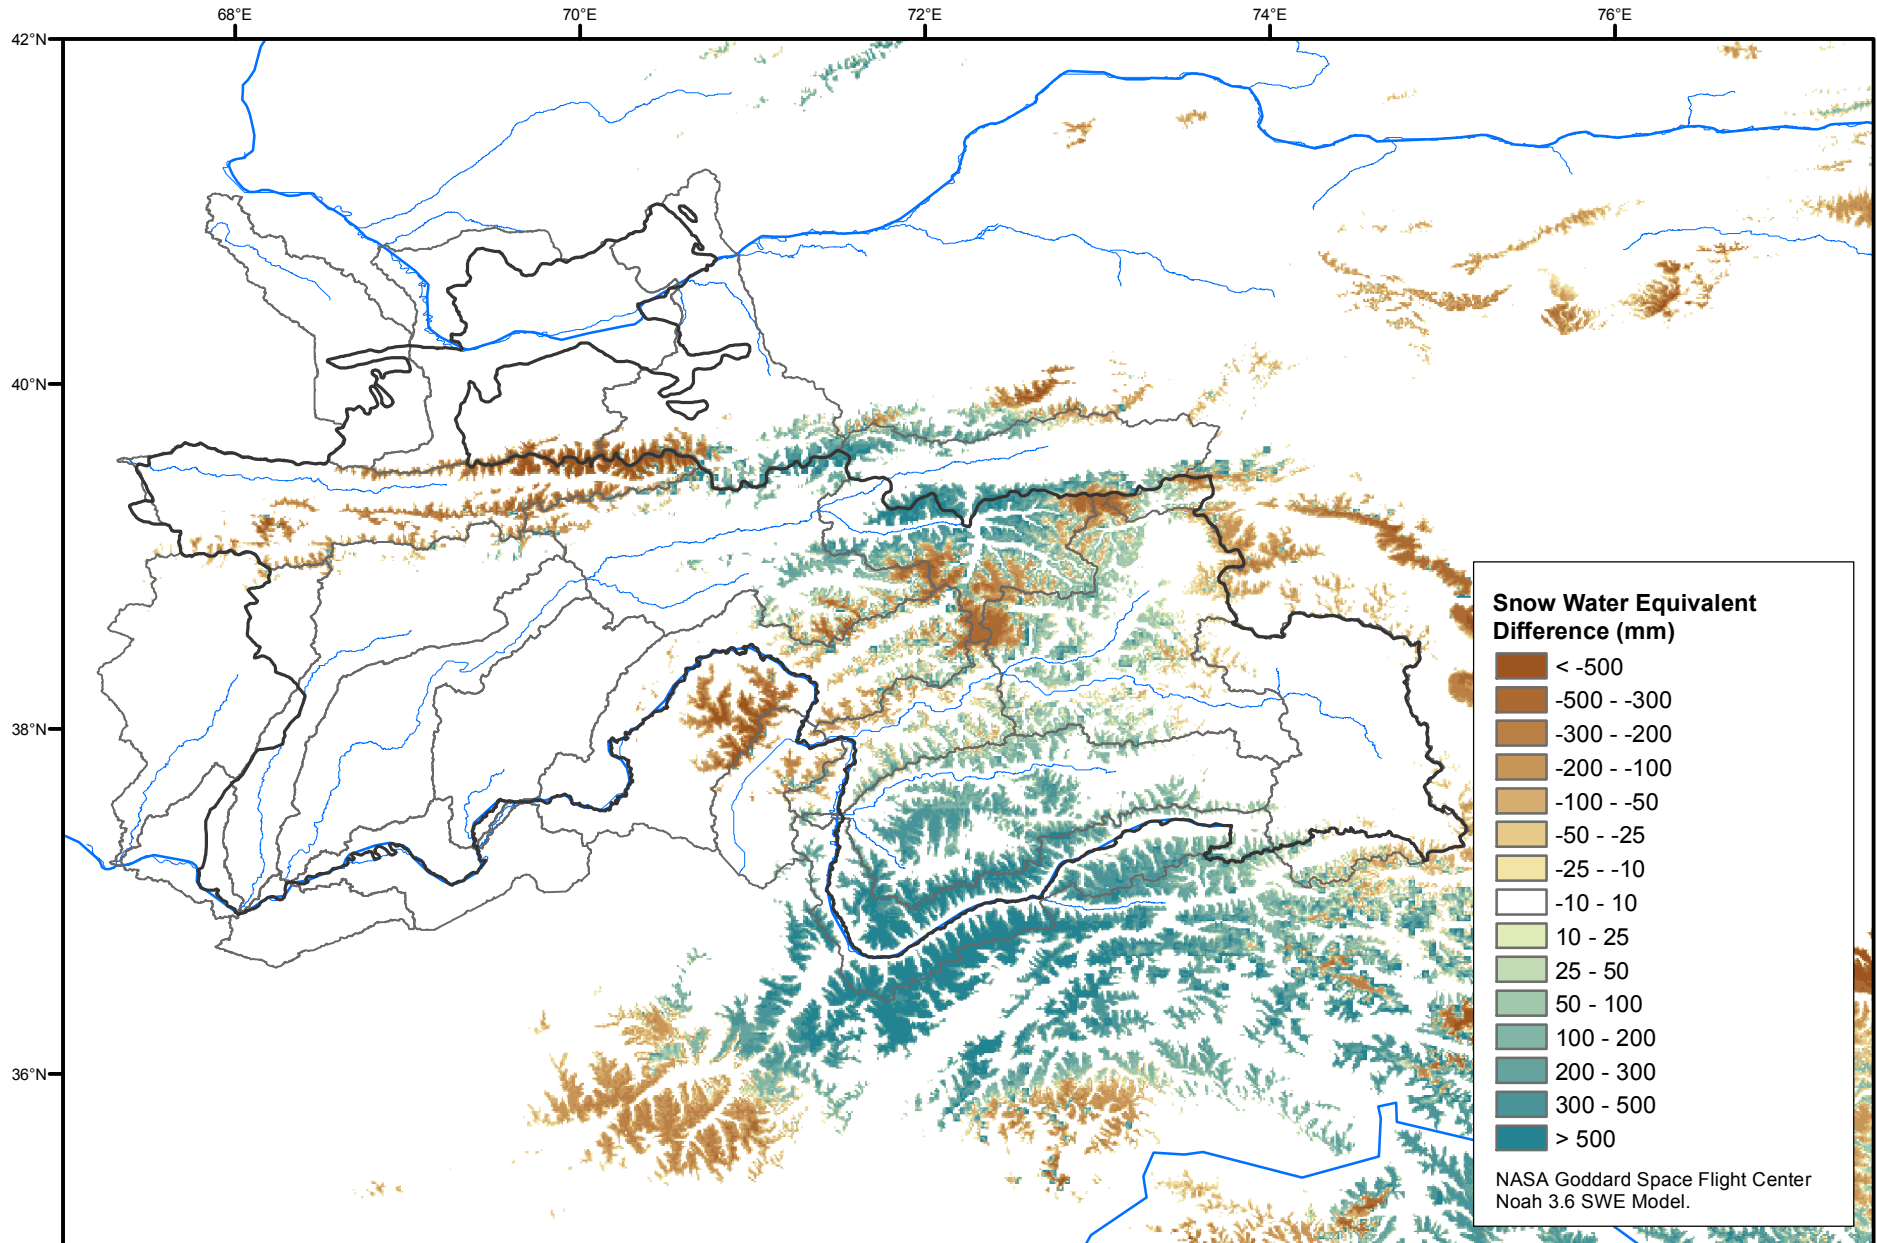 68°E
70°E
72°E
74°E
76°E
42°N
40°N
38°N
36°N
Snow Water Equivalent
Difference (mm)
< -500
-500 - -300
-300 - -200
-200 - -100
-100 - -50
-50 - -25
-25 - -10
-10 - 10
10 - 25
25 - 50
50 - 100
100 - 200
200 - 300
300 - 500
> 500
NASA Goddard Space Flight Center
Noah 3.6 SWE Model.